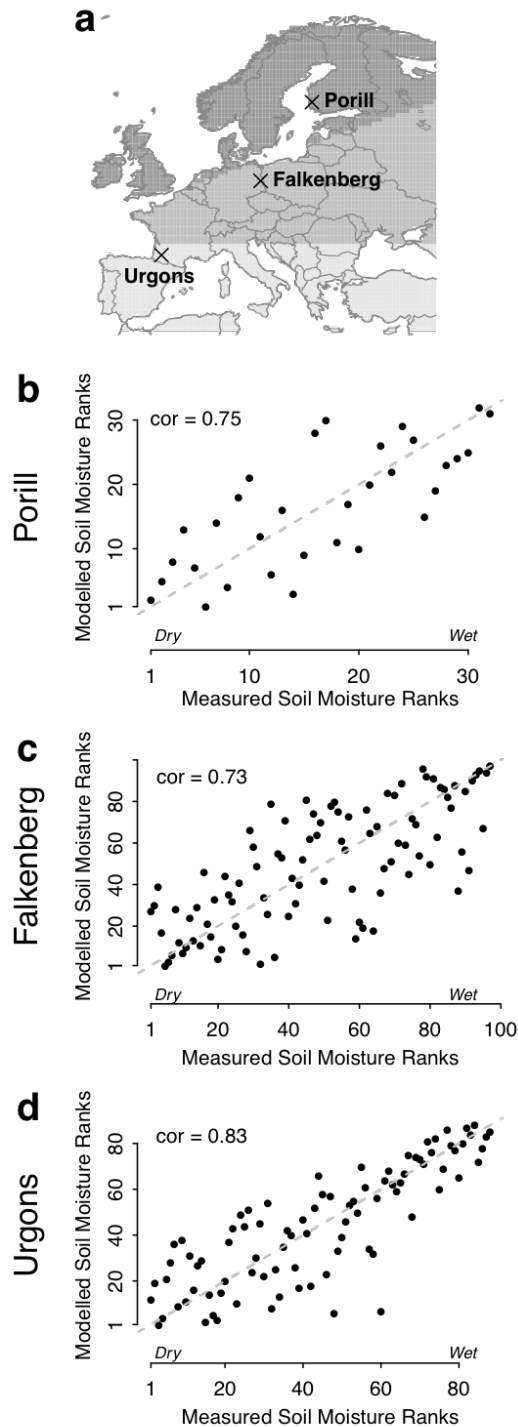 a
Porill
Falkenberg
Urgons
b
Porill
Modelled Soil Moisture Ranks
30
20
10
1
cor = 0.75
Dry
Wet
1
10
20
30
Measured Soil Moisture Ranks
c
Falkenberg
Modelled Soil Moisture Ranks
80
60
40
20
1
cor = 0.73
Dry
Wet
1
20
40
60
80
100
Measured Soil Moisture Ranks
d
Urgons
Modelled Soil Moisture Ranks
80
60
40
20
1
cor = 0.83
Dry
Wet
1
20
40
60
80
Measured Soil Moisture Ranks